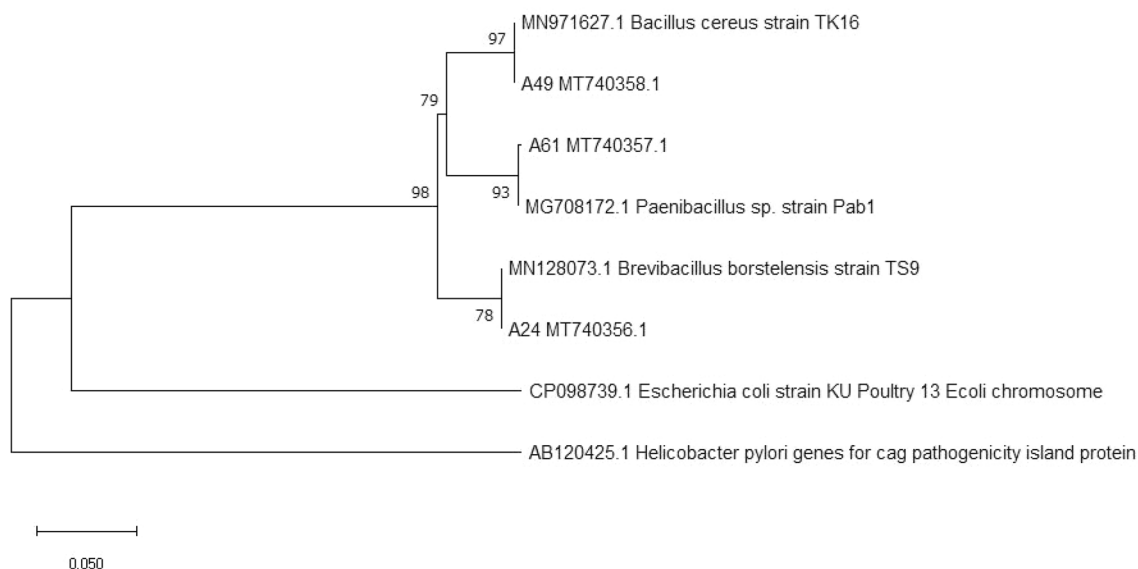 MN971627.1 Bacillus cereus strain TK16
97
A49 MT740358.1
79
A61 MT740357.1
98
93
MG708172.1 Paenibacillus sp. strain Pab1
MN128073.1 Brevibacillus borstelensis strain TS9
78
A24 MT740356.1
CP098739.1 Escherichia coli strain KU Poultry 13 Ecoli chromosome
AB120425.1 Helicobacter pylori genes for cag pathogenicity island protein
0.050